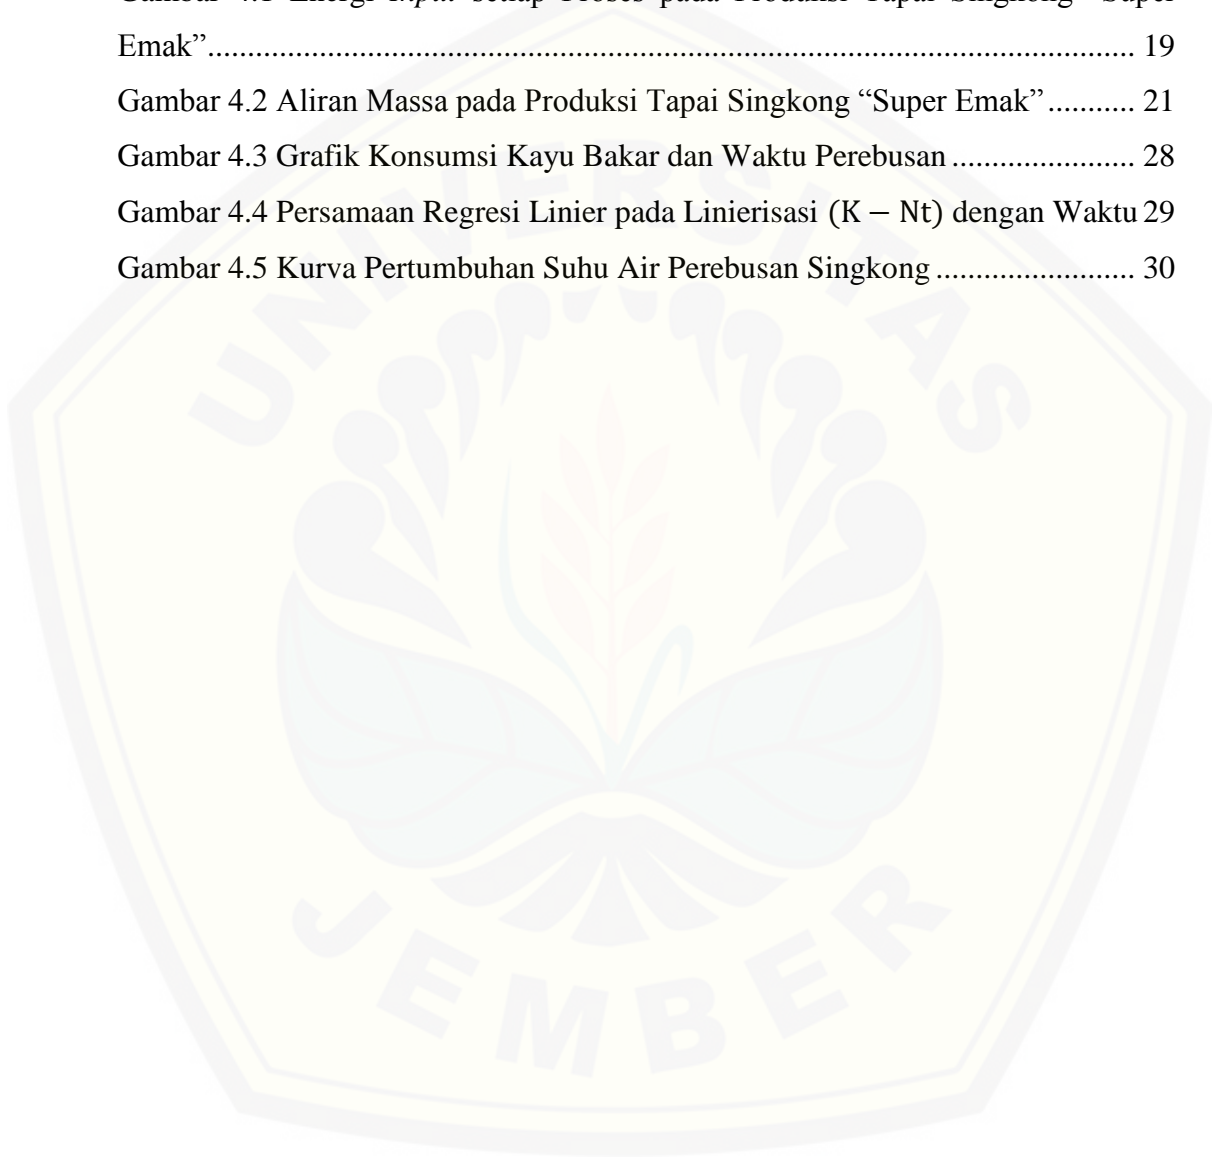 Gambar 4.1 Energi Input setiap Proses pada Produksi Tapai Singkong “Super
Emak”..................................................................................................................... 19
Gambar 4.2 Aliran Massa pada Produksi Tapai Singkong “Super Emak”........... 21
Gambar 4.3 Grafik Konsumsi Kayu Bakar dan Waktu Perebusan ....................... 28
Gambar 4.4 Persamaan Regresi Linier pada Linierisasi (K − Nt) dengan Waktu 29
Gambar 4.5 Kurva Pertumbuhan Suhu Air Perebusan Singkong ......................... 30
UNIVERSITAS
JEMBER